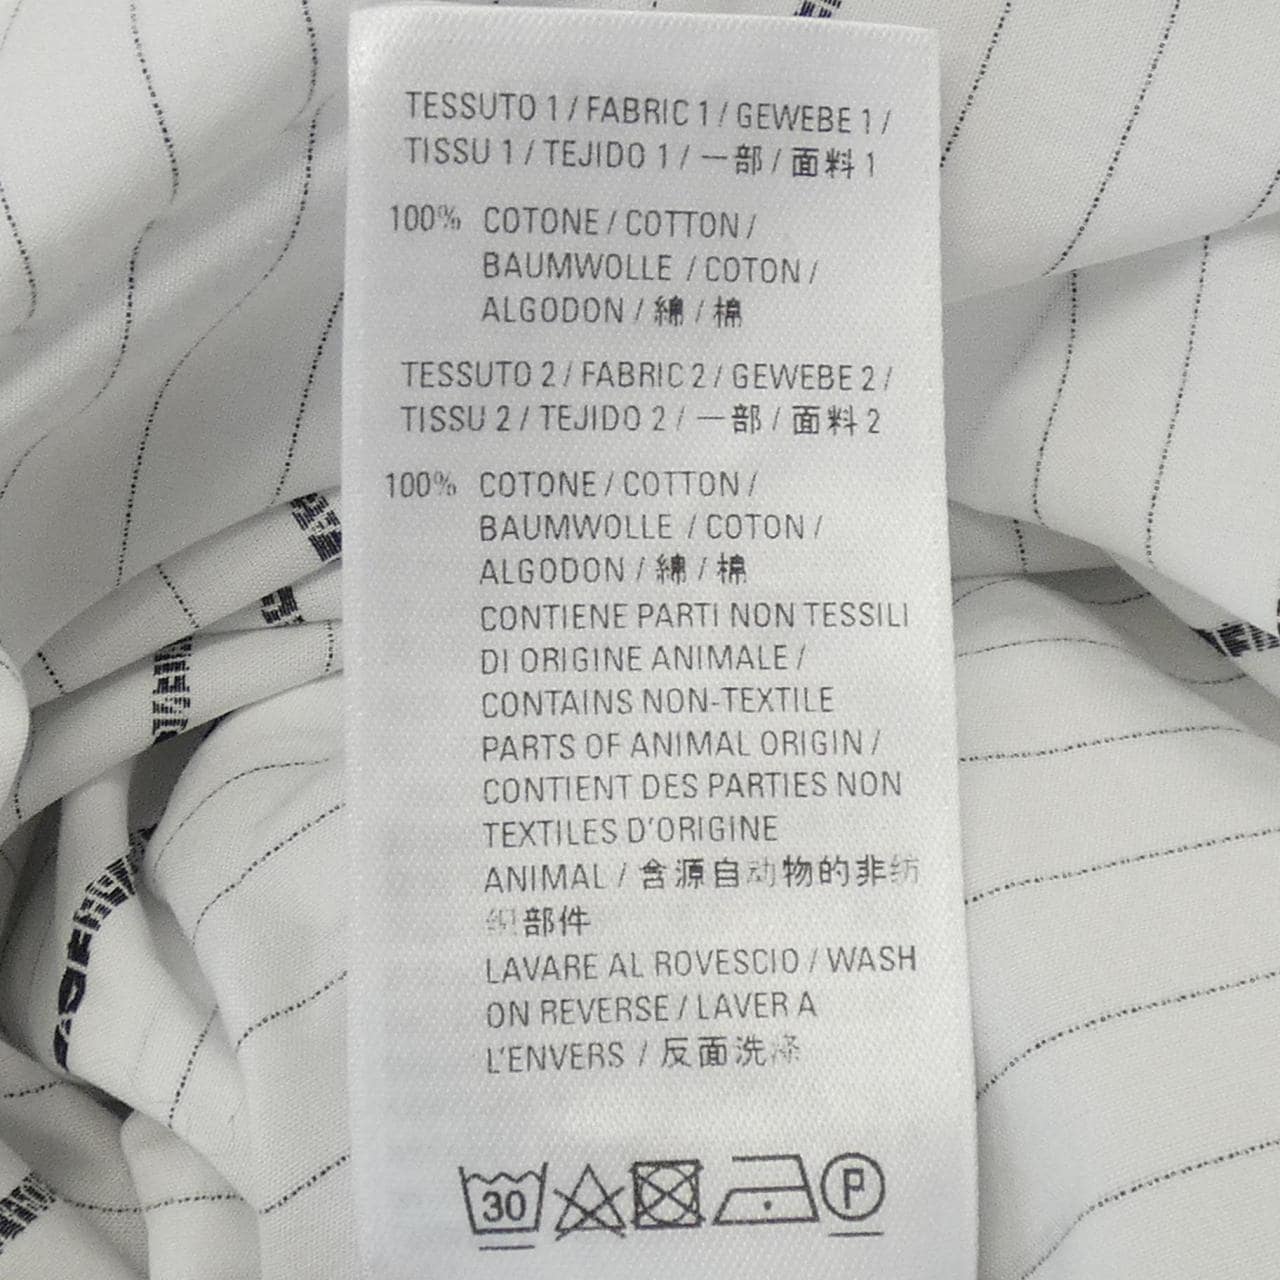 TESSUTO 1 / FABRIC 1 / GEWEBE 1 /
TISSU 1 / TEJIDO 1 / 一部 / 面料 1
100% COTONE / COTTON /
BAUMWOLLE / COTON /
ALGODON / 綿 / 棉
TESSUTO 2 / FABRIC 2 / GEWEBE 2 /
TISSU 2 / TEJIDO 2 / 一部 / 面料 2
100% COTONE / COTTON /
BAUMWOLLE / COTON /
ALGODON / 綿 / 棉
CONTIENE PARTI NON TESSILI
DI ORIGINE ANIMALE /
CONTAINS NON-TEXTILE
PARTS OF ANIMAL ORIGIN /
CONTIENT DES PARTIES NON
TEXTILES D'ORIGINE
ANIMAL / 含源自动物的非纺
织部件
LAVARE AL ROVESCIO / WASH
ON REVERSE / LAVER A
L'ENVERS / 反面洗涤
30 P